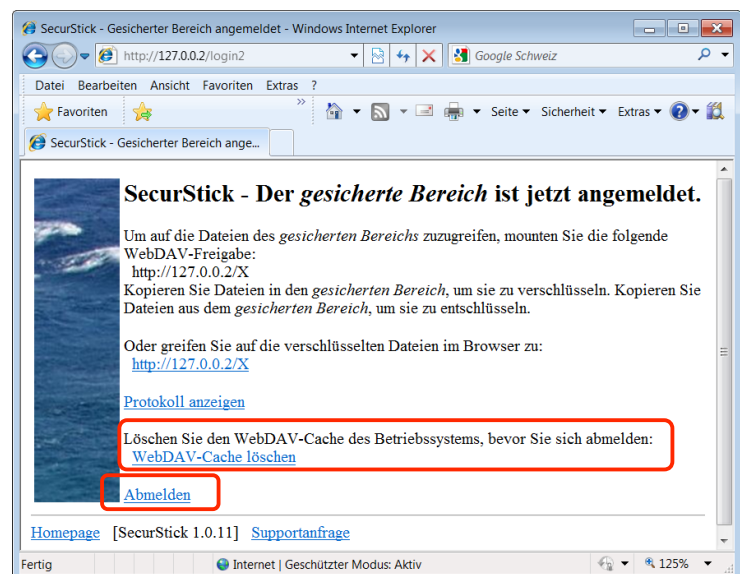 SecurStick - Gesicherter Bereich angemeldet - Windows Internet Explorer
http://127.0.0.2/login2
Google Schweiz
Datei Bearbeiten Ansicht Favoriten Extras ?
Favoriten » Seite Sicherheit Extras
SecurStick - Gesicherter Bereich ange...
SecurStick - Der gesicherte Bereich ist jetzt angemeldet.
Um auf die Dateien des gesicherten Bereichs zuzugreifen, mounten Sie die folgende
WebDAV-Freigabe:
http://127.0.0.2/X
Kopieren Sie Dateien in den gesicherten Bereich, um sie zu verschlüsseln. Kopieren Sie
Dateien aus dem gesicherten Bereich, um sie zu entschlüsseln.
Oder greifen Sie auf die verschlüsselten Dateien im Browser zu:
http://127.0.0.2/X
Protokoll anzeigen
Löschen Sie den WebDAV-Cache des Betriebssystems, bevor Sie sich abmelden:
WebDAV-Cache löschen
Abmelden
Homepage [SecurStick 1.0.11] Supportanfrage
Fertig Internet | Geschützter Modus: Aktiv 125%